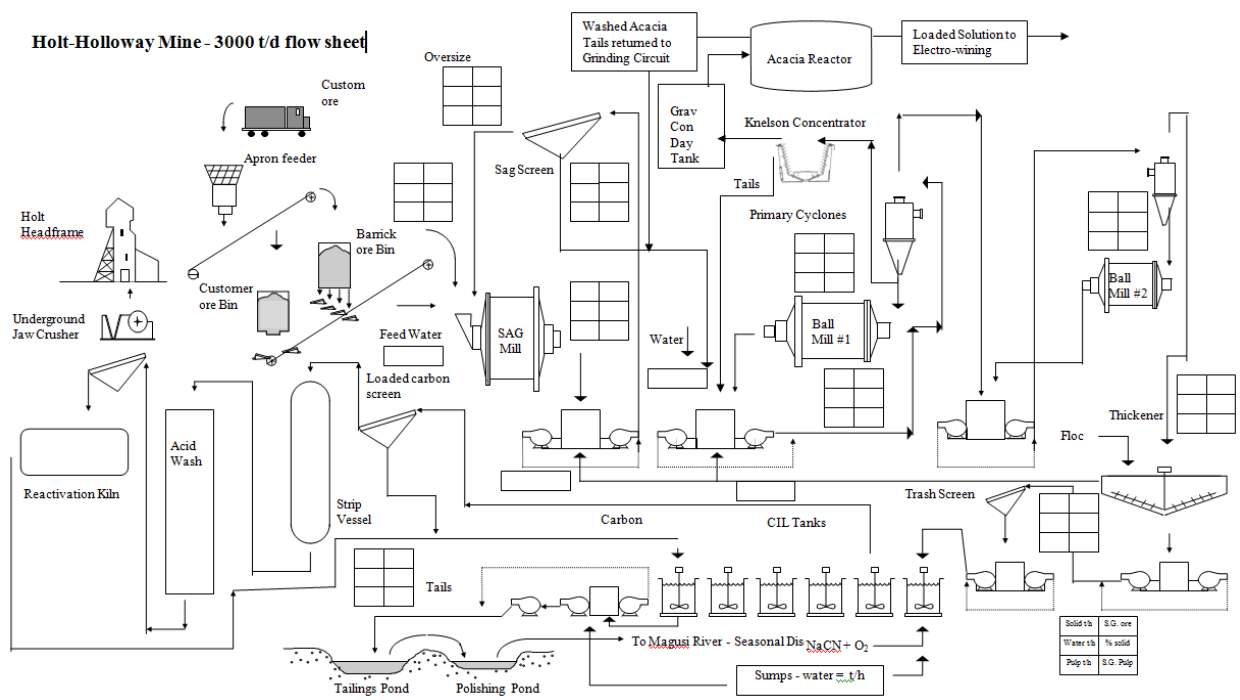 Holt-Holloway Mine - 3000 t/d flow sheet
Washed Acacia
Tails returned to
Grinding Circuit
Acacia Reactor
Loaded Solution to
Electro-wining
Oversize
Custom
ore
Grav
Con
Day
Tank
Knelson Concentrator
Apron feeder
Sag Screen
Tails
Holt
Headframe
Barrick
ore Bin
Primary Cyclones
Customer
ore Bin
Ball
Mill #2
Underground
Jaw Crusher
Feed Water
SAG
Mill
Water
Ball
Mill #1
Loaded carbon
screen
Thickener
Acid
Wash
Floc
Reactivation Kiln
Strip
Vessel
Trash Screen
Carbon
CIL Tanks
Tails
To Magusi River - Seasonal Dis
NaCN + O₂
Solid t/h
S.G. ore
Water t/h
% solid
Pulp t/h
S.G. Pulp
Sumps - water = t/h
Tailings Pond
Polishing Pond